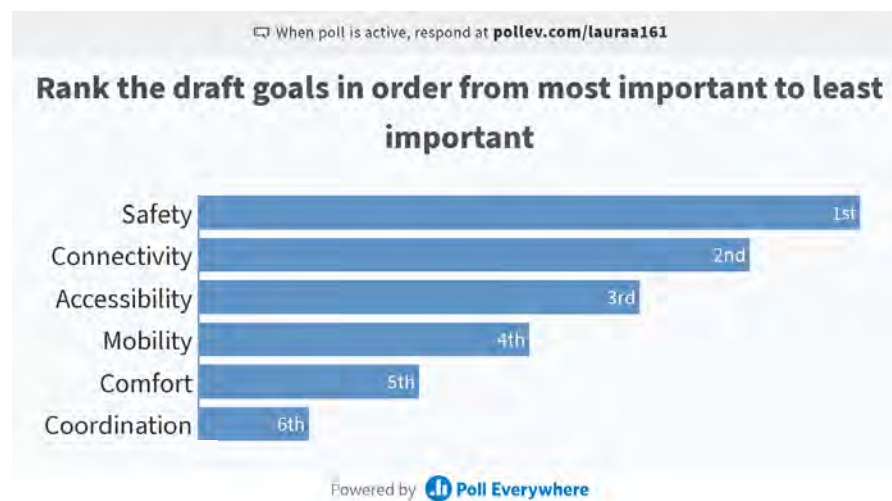 When poll is active, respond at pollev.com/lauraa161
Rank the draft goals in order from most important to least
important
Safety 1st
Connectivity 2nd
Accessibility 3rd
Mobility 4th
Comfort 5th
Coordination 6th
Powered by Poll Everywhere